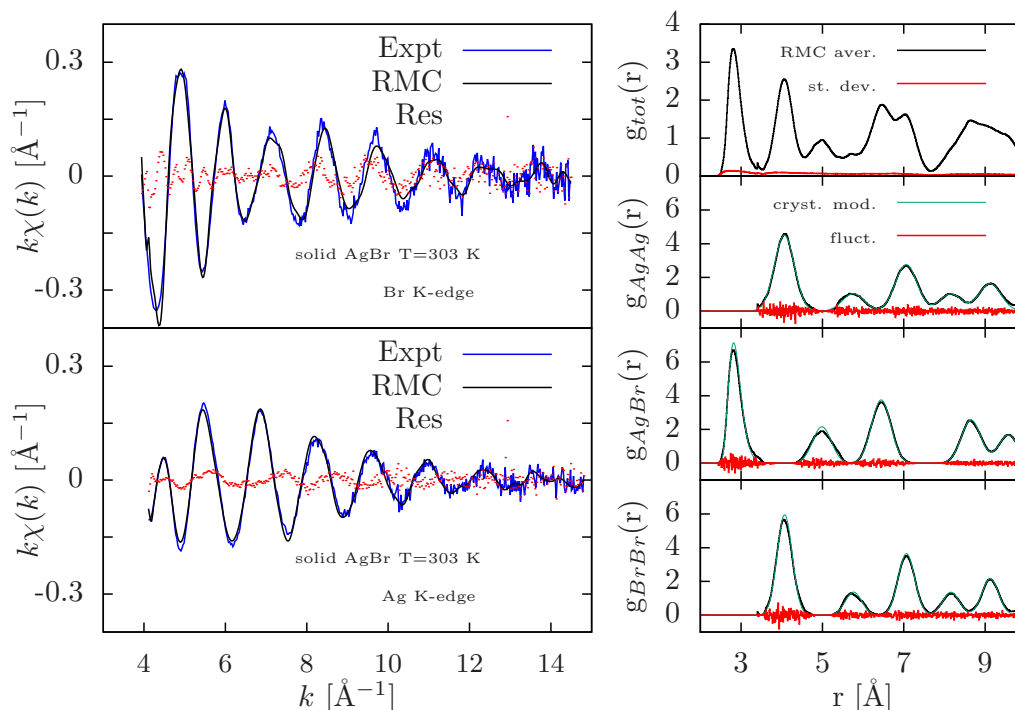 0.3
0
-0.3
kχ(k) [Å⁻¹]
Expt
RMC
Res
solid AgBr T=303 K
Br K-edge
0.3
0
-0.3
kχ(k) [Å⁻¹]
Expt
RMC
Res
solid AgBr T=303 K
Ag K-edge
4 6 8 10 12 14
k [Å⁻¹]
4
3
2
1
0
g_tot(r)
RMC aver.
st. dev.
6
4
2
0
g_AgAg(r)
cryst. mod.
fluct.
6
4
2
0
g_AgBr(r)
6
4
2
0
g_BrBr(r)
3 5 7 9
r [Å]